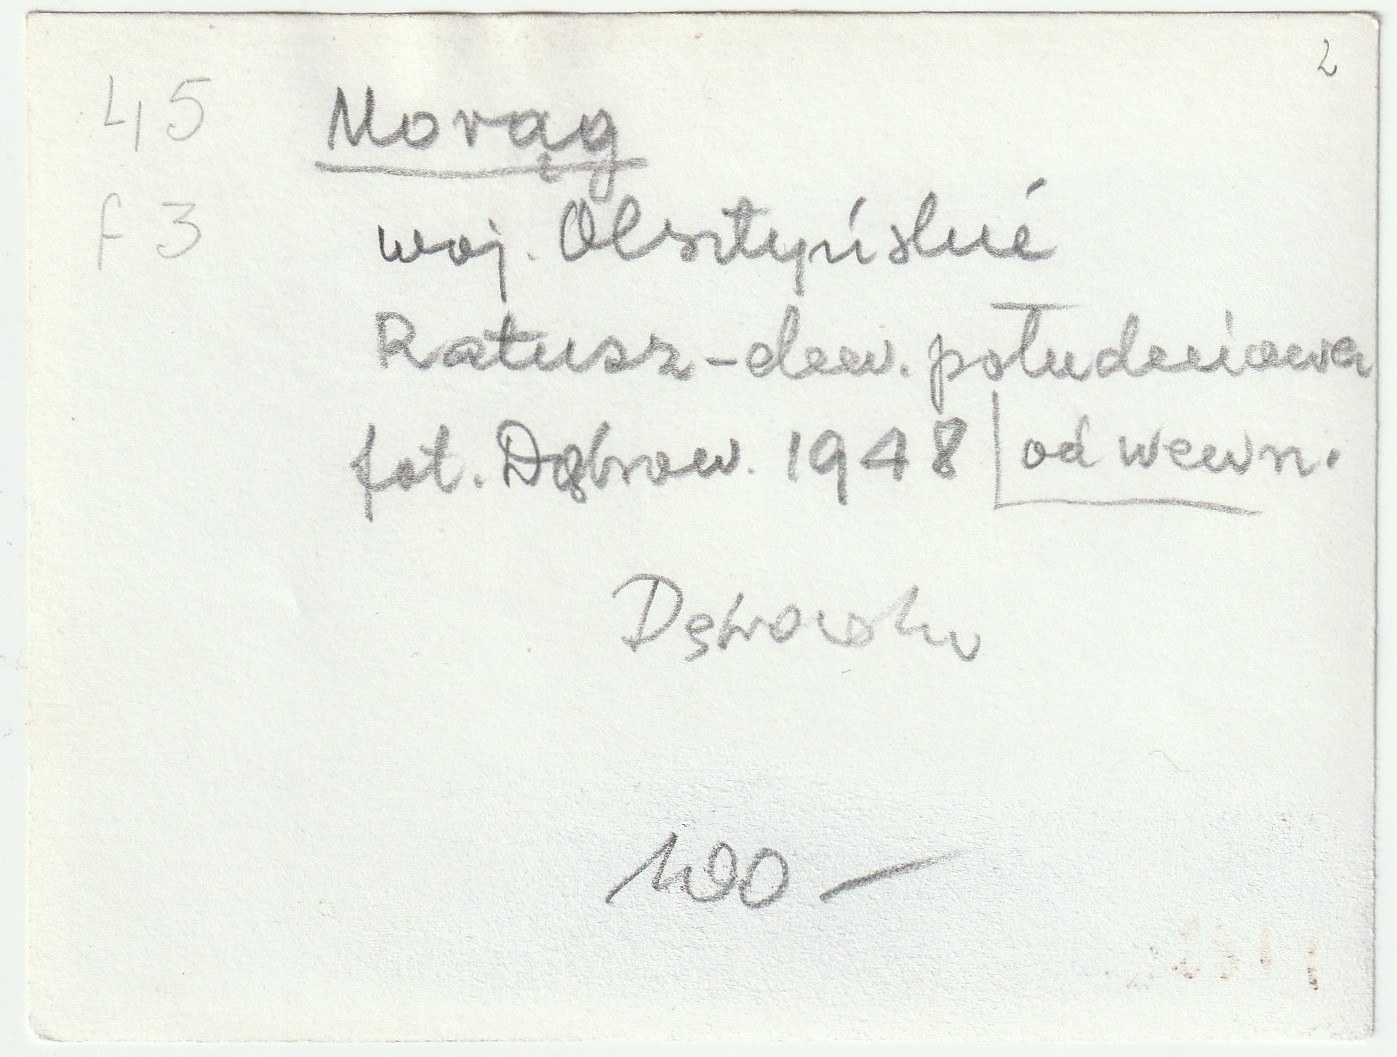 2
45 Morąg
f 3 woj. Olsztyńskie
Ratusz – elew. południowa
fot. Dąbrow. 1948 od wewn.
Dąbrowski
100 –